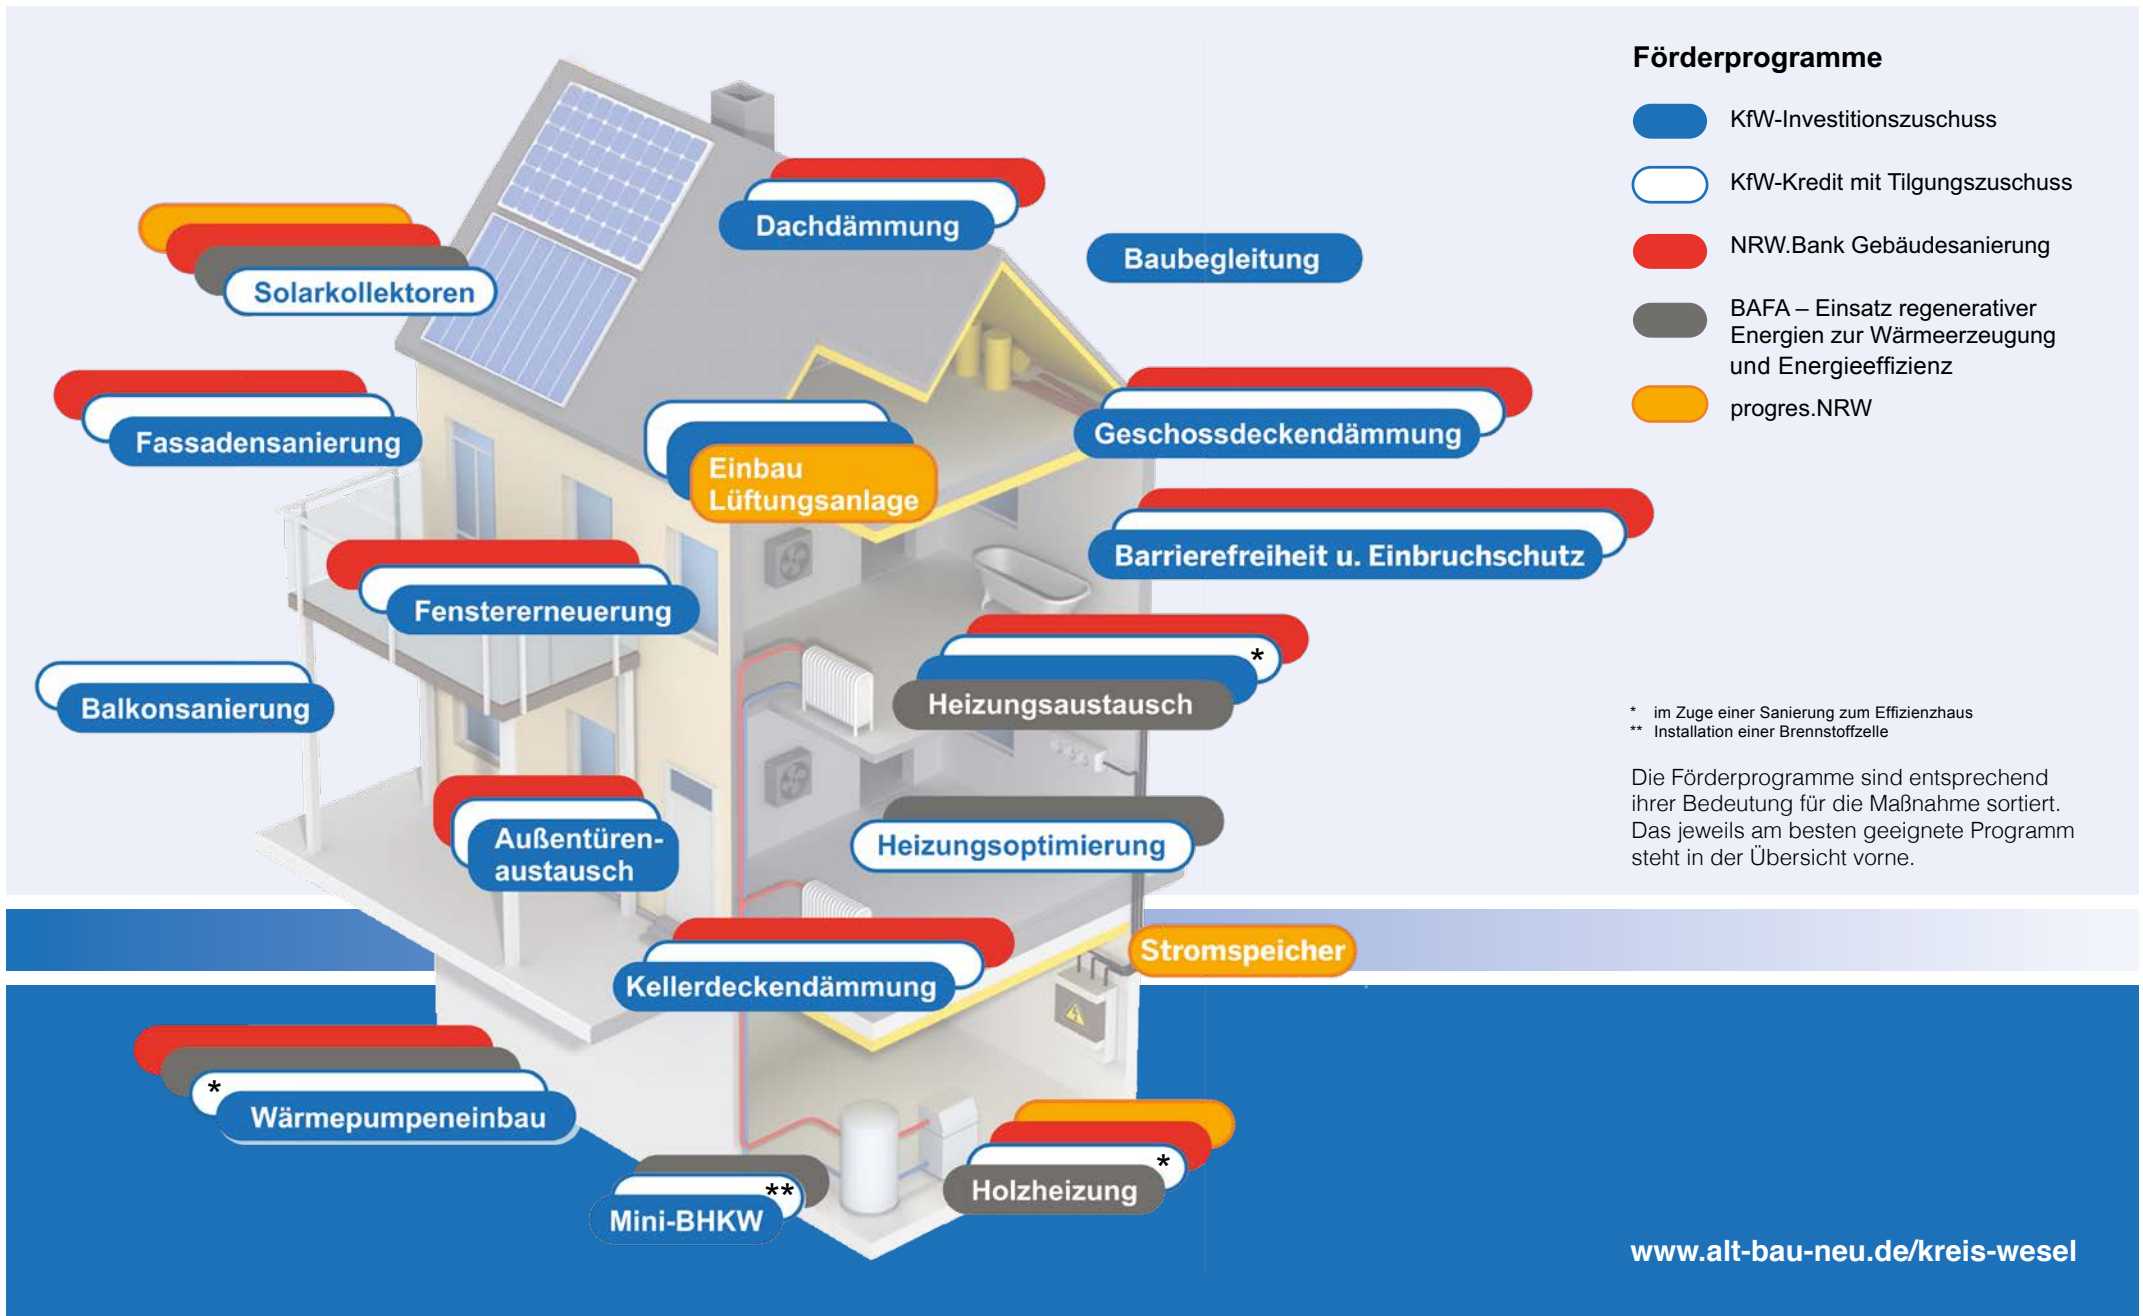 Förderprogramme
KfW-Investitionszuschuss
KfW-Kredit mit Tilgungszuschuss
NRW.Bank Gebäudesanierung
BAFA – Einsatz regenerativer
Energien zur Wärmeerzeugung
und Energieeffizienz
progres.NRW
Dachdämmung
Baubegleitung
Solarkollektoren
Fassadensanierung
Einbau
Lüftungsanlage
Geschossdeckendämmung
Barrierefreiheit u. Einbruchschutz
Fenstererneuerung
*
Heizungsaustausch
Balkonsanierung
* im Zuge einer Sanierung zum Effizienzhaus
** Installation einer Brennstoffzelle
Die Förderprogramme sind entsprechend
ihrer Bedeutung für die Maßnahme sortiert.
Das jeweils am besten geeignete Programm
steht in der Übersicht vorne.
Außentüren-
austausch
Heizungsoptimierung
Stromspeicher
Kellerdeckendämmung
*
Wärmepumpeneinbau
**
Mini-BHKW
*
Holzheizung
www.alt-bau-neu.de/kreis-wesel